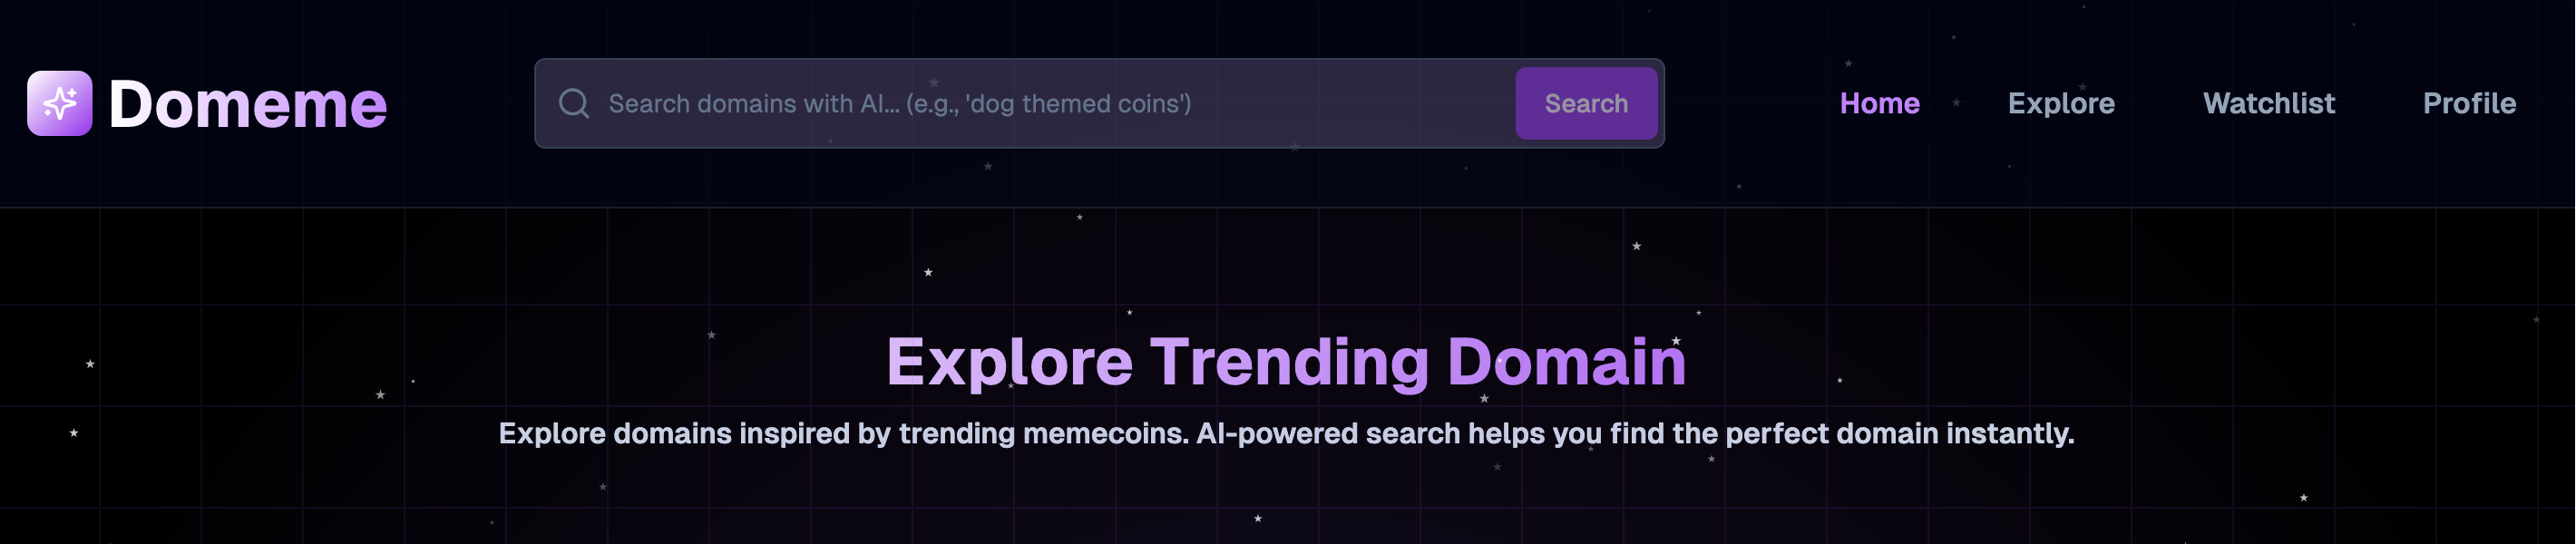 Domeme
Search domains with AI... (e.g., 'dog themed coins')
Search
Home
Explore
Watchlist
Profile
Explore Trending Domain
Explore domains inspired by trending memecoins. AI-powered search helps you find the perfect domain instantly.